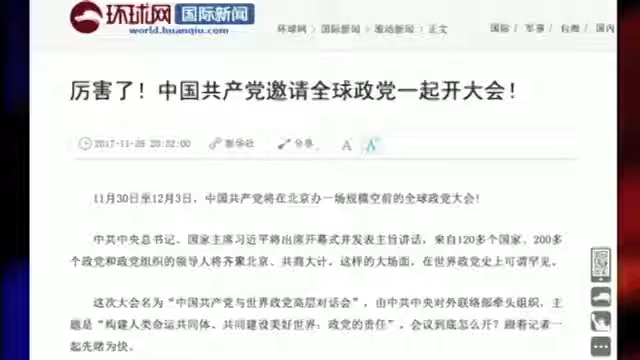 环球网 国际新闻
world.huanqiu.com
环球网 > 国际新闻 > 滚动新闻 > 正文
国际 / 军事 / 台海 / 国内
厉害了！中国共产党邀请全球政党一起开大会！
2017-11-26 新华社 分享 A- A+
11月30日至12月3日，中国共产党将在北京办一场规模空前的全球政党大会！
中共中央总书记、国家主席习近平将出席开幕式并发表主旨讲话，来自120多个国家、200多
个政党和政党组织的领导人将齐聚北京、共商大计，这样的大场面，在世界政党史上可谓罕见。
这次大会名为“中国共产党与世界政党高层对话会”，由中共中央对外联络部牵头组织，主
题是“构建人类命运共同体、共同建设美好世界：政党的责任”，会议到底怎么开？跟着记者一
起先睹为快。